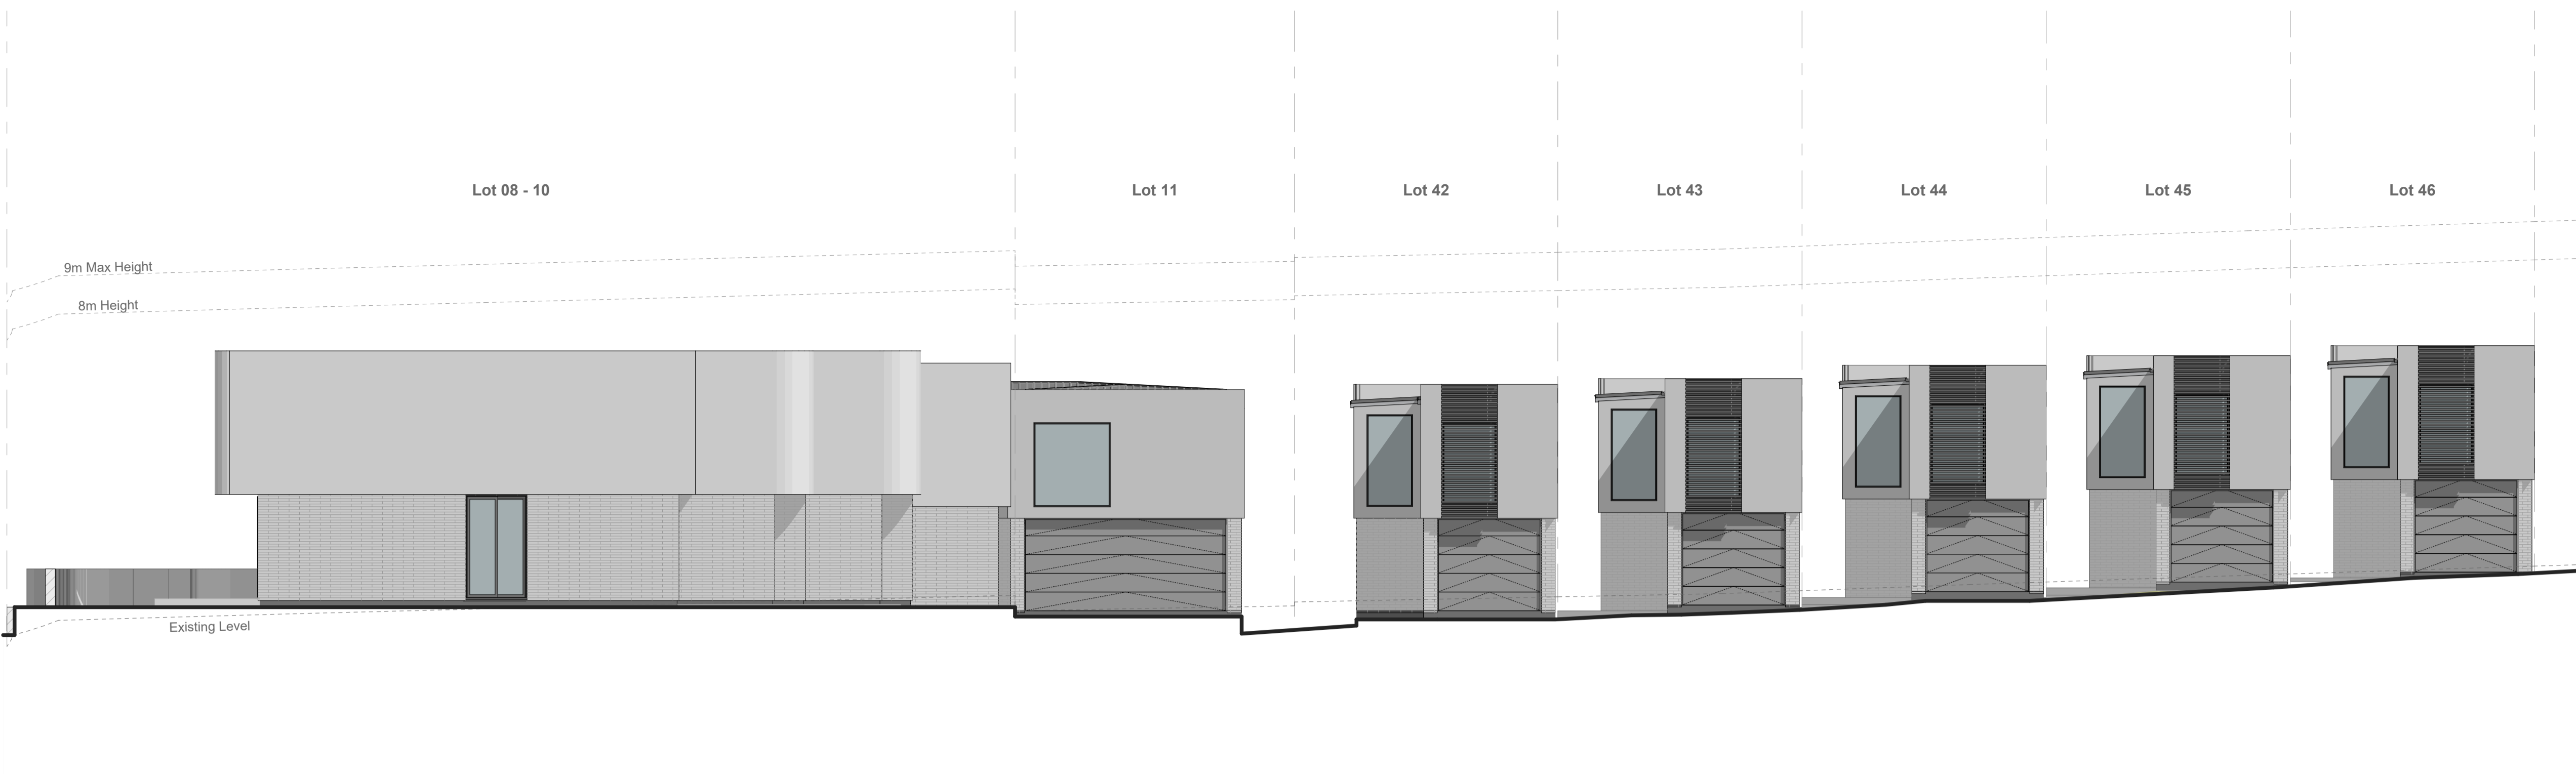 Lot 08 - 10
Lot 11
Lot 42
Lot 43
Lot 44
Lot 45
Lot 46
9m Max Height
8m Height
Existing Level